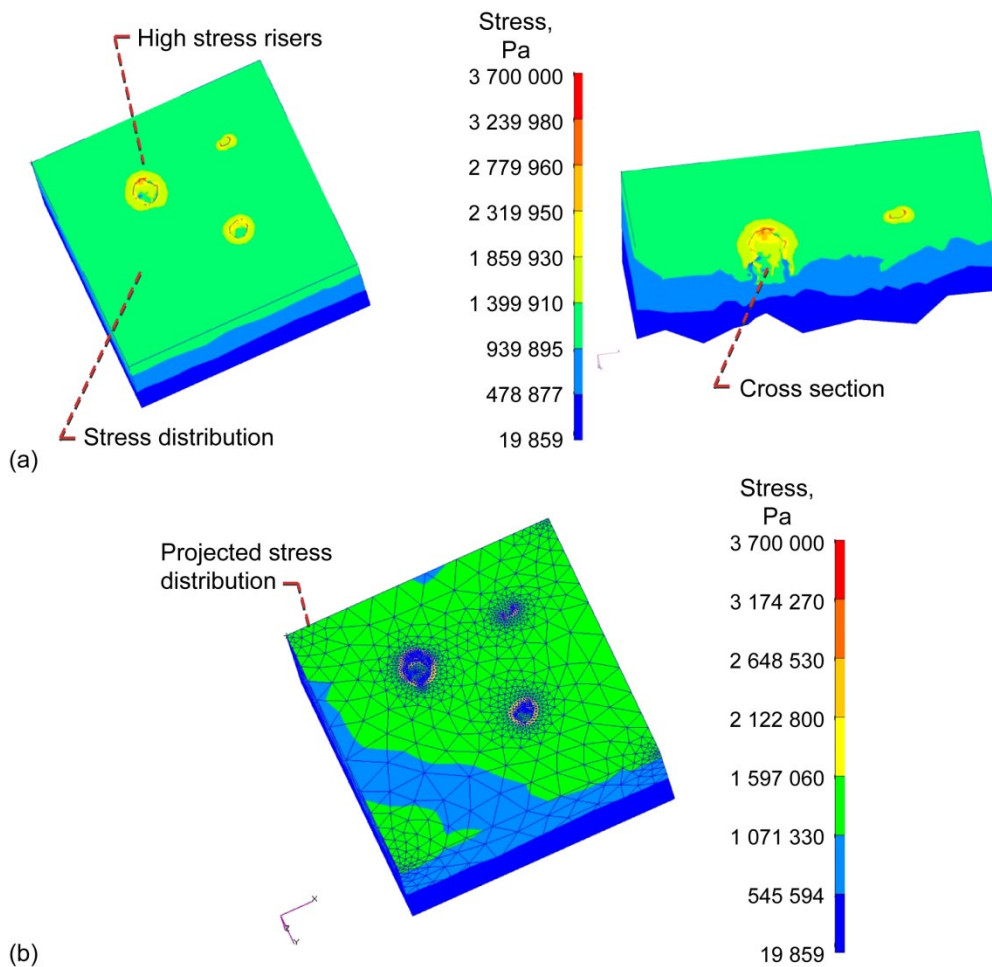 High stress risers
Stress distribution
(a)
Stress,
Pa
3 700 000
3 239 980
2 779 960
2 319 950
1 859 930
1 399 910
939 895
478 877
19 859
Cross section
Projected stress
distribution
Stress,
Pa
3 700 000
3 174 270
2 648 530
2 122 800
1 597 060
1 071 330
545 594
19 859
X
Z
Y
(b)